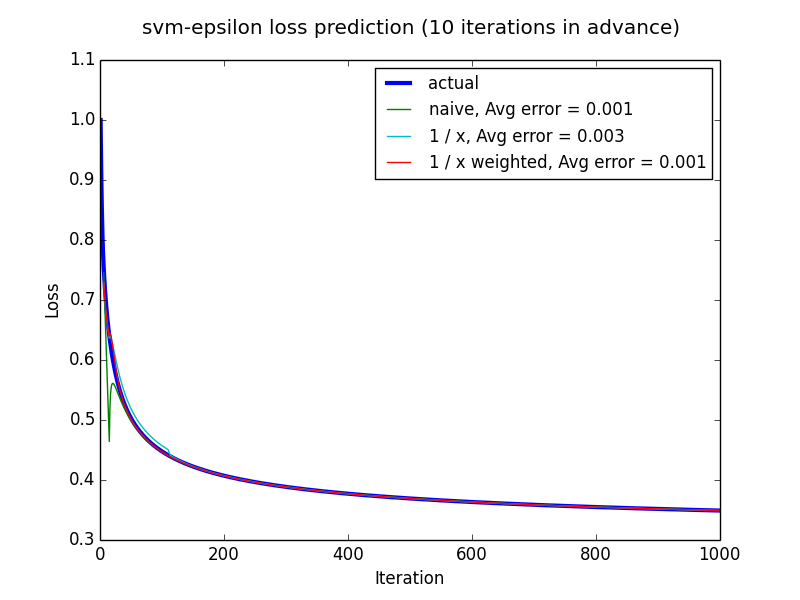 svm-epsilon loss prediction (10 iterations in advance)
actual
naive, Avg error = 0.001
1 / x, Avg error = 0.003
1 / x weighted, Avg error = 0.001
1.1
1.0
0.9
0.8
0.7
0.6
0.5
0.4
0.3
Loss
0 200 400 600 800 1000
Iteration